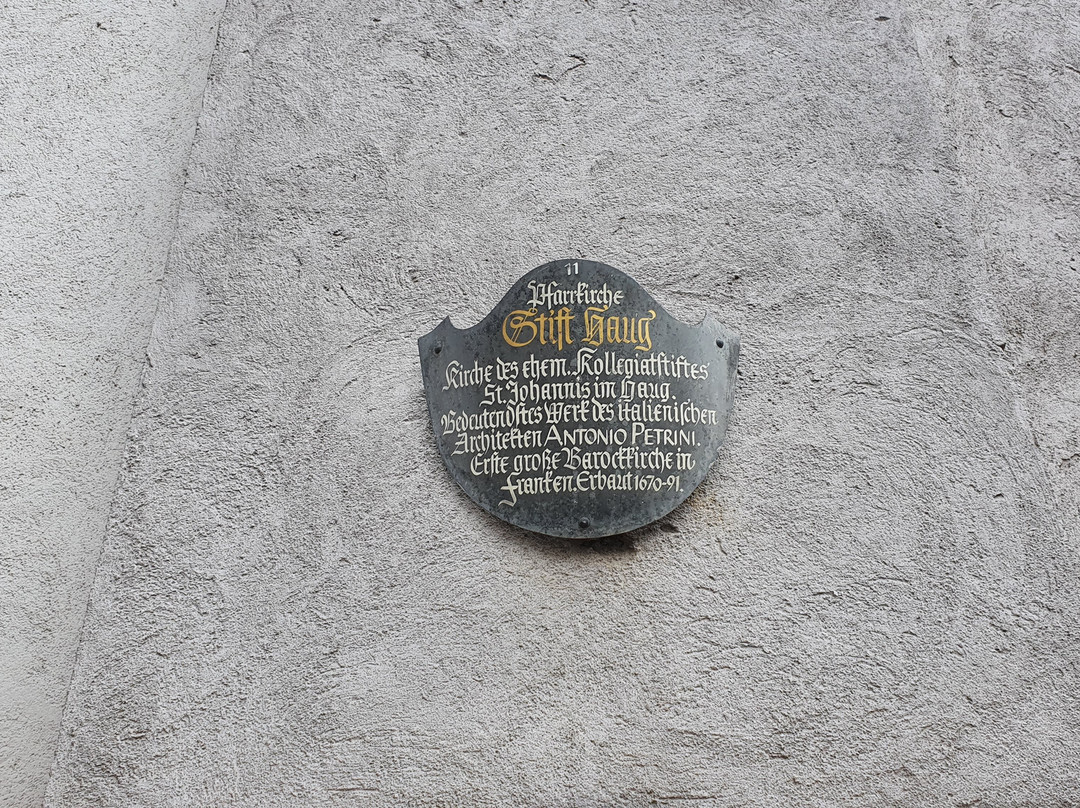 11
Pfarrkirche
Stift Haug
Kirche des ehem. Kollegiatstiftes
St. Johannis im Haug.
Bedeutendstes Werk des italienischen
Architekten ANTONIO PETRINI.
Erste große Barockkirche in
Franken. Erbaut 1670-91.